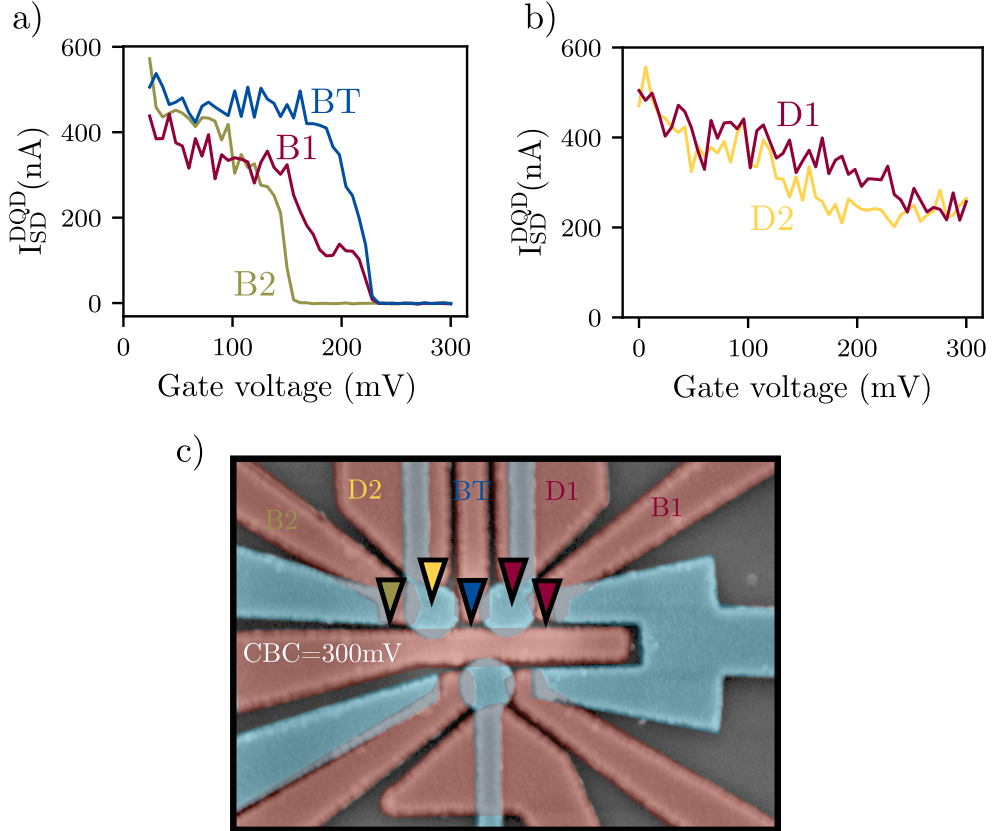 a)
I_SD^DQD(nA)
600
400
200
0
0 100 200 300
Gate voltage (mV)
BT
B1
B2
b)
I_SD^DQD(nA)
600
400
200
0
0 100 200 300
Gate voltage (mV)
D1
D2
c)
D2 BT D1
B2 B1
CBC=300mV